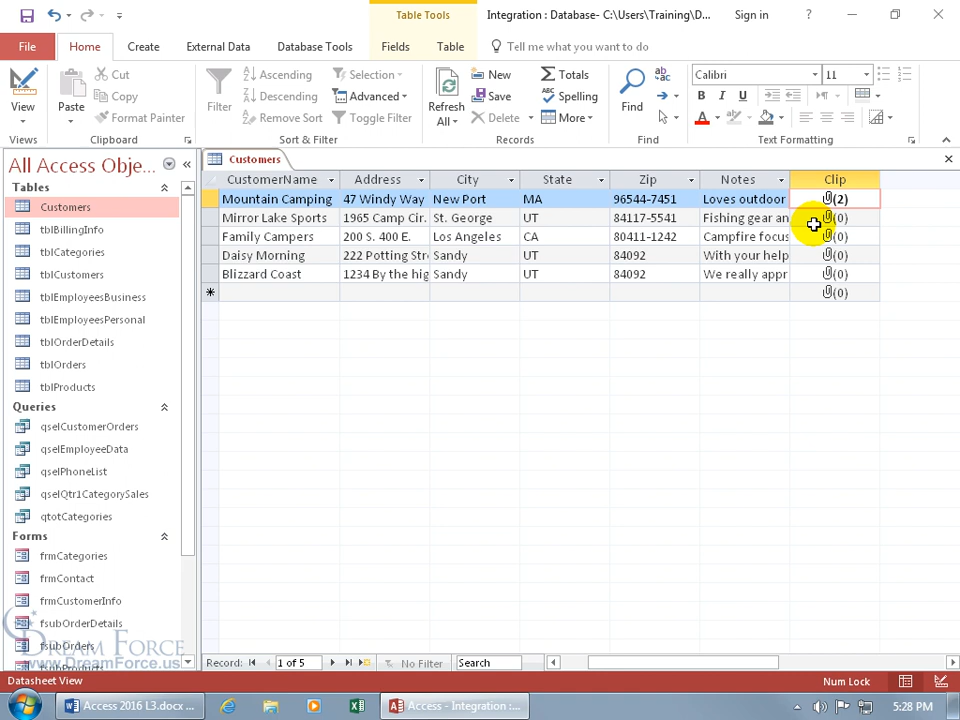 Table Tools
Integration : Database- C:\Users\Training\D...
Sign in
?
File
Home
Create
External Data
Database Tools
Fields
Table
Tell me what you want to do
View
Views
Paste
Cut
Copy
Format Painter
Clipboard
Filter
Ascending
Descending
Remove Sort
Selection
Advanced
Toggle Filter
Sort & Filter
Refresh
All
New
Save
Delete
Totals
Spelling
More
Records
Find
Find
Calibri
11
B I U
Text Formatting
All Access Obje...
Tables
Customers
tblBillingInfo
tblCategories
tblCustomers
tblEmployeesBusiness
tblEmployeesPersonal
tblOrderDetails
tblOrders
tblProducts
Queries
qselCustomerOrders
qselEmployeeData
qselPhoneList
qselQtr1CategorySales
qtotCategories
Forms
frmCategories
frmContact
frmCustomerInfo
fsubOrderDetails
fsubOrders
fsubProducts
Dream Force
www.DreamForce.us
Customers
CustomerName Address City State Zip Notes Clip
Mountain Camping 47 Windy Way New Port MA 96544-7451 Loves outdoor (2)
Mirror Lake Sports 1965 Camp Cir. St. George UT 84117-5541 Fishing gear an (0)
Family Campers 200 S. 400 E. Los Angeles CA 80411-1242 Campfire focus (0)
Daisy Morning 222 Potting Stre Sandy UT 84092 With your help (0)
Blizzard Coast 1234 By the hig Sandy UT 84092 We really appr (0)
(0)
Record: 1 of 5 No Filter Search
Datasheet View
Num Lock
Access 2016 L3.docx ...
Access - Integration :...
5:28 PM